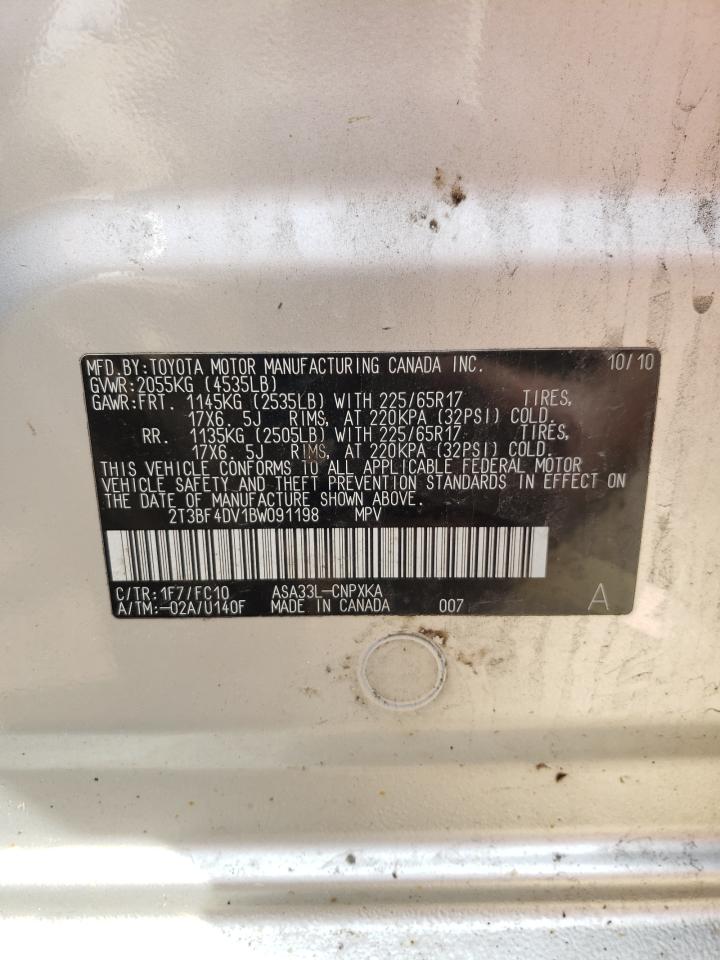 MFD.BY:TOYOTA MOTOR MANUFACTURING CANADA INC. 10/10
GVWR:2055KG (4535LB)
GAWR:FRT. 1145KG (2535LB) WITH 225/65R17 TIRES,
17X6.5J RIMS, AT 220KPA (32PSI) COLD.
RR. 1135KG (2505LB) WITH 225/65R17 TIRES,
17X6.5J RIMS, AT 220KPA (32PSI) COLD.
THIS VEHICLE CONFORMS TO ALL APPLICABLE FEDERAL MOTOR
VEHICLE SAFETY AND THEFT PREVENTION STANDARDS IN EFFECT ON
THE DATE OF MANUFACTURE SHOWN ABOVE.
2T3BF4DV1BW091198 MPV
C/TR:1F7/FC10 ASA33L-CNPXKA
A/TM:-02A/U140F MADE IN CANADA 007 A